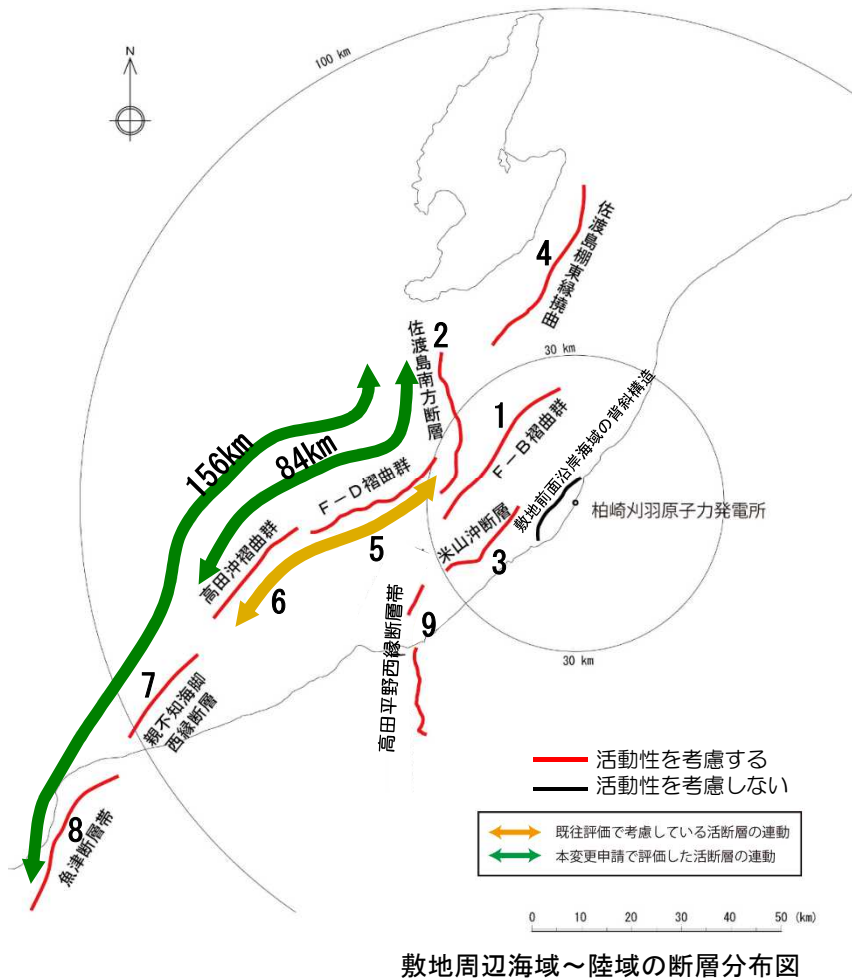 N
100 km
佐渡島棚東縁撓曲
4
佐渡島南方断層
2
30 km
156km
84km
1
F－B褶曲群
敷地前面沿岸海域の背斜構造
柏崎刈羽原子力発電所
F－D褶曲群
米山沖断層
3
高田沖褶曲群
5
6
9
高田平野西縁断層帯
30 km
7
親不知海脚
西縁断層
8
魚津断層帯
活動性を考慮する
活動性を考慮しない
既往評価で考慮している活断層の連動
本変更申請で評価した活断層の連動
0 10 20 30 40 50 (km)
敷地周辺海域～陸域の断層分布図